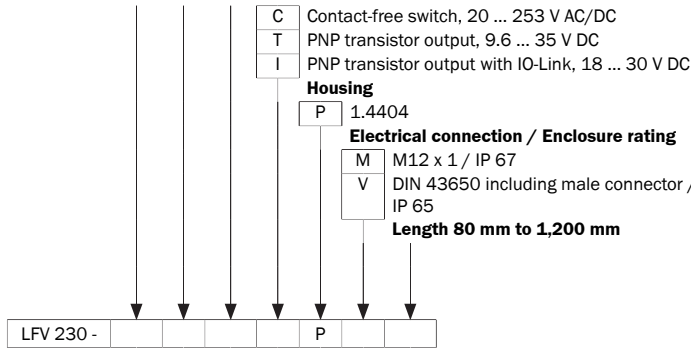 C Contact-free switch, 20 ... 253 V AC/DC
T PNP transistor output, 9.6 ... 35 V DC
I PNP transistor output with IO-Link, 18 ... 30 V DC
Housing
P 1.4404
Electrical connection / Enclosure rating
M M12 x 1 / IP 67
V DIN 43650 including male connector /
IP 65
Length 80 mm to 1,200 mm
LFV 230 - P